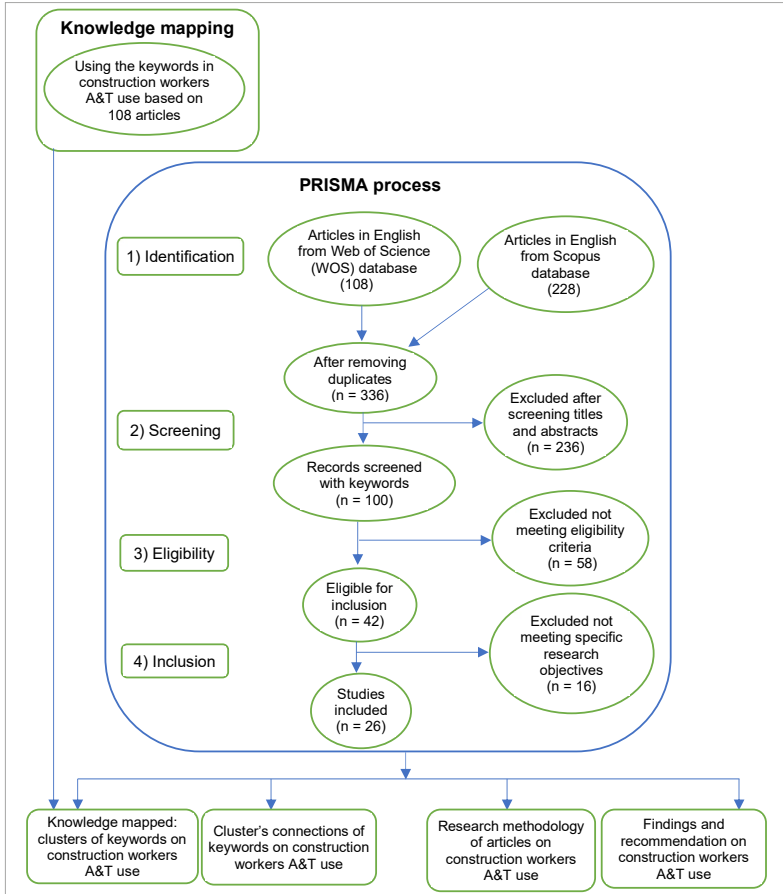 Knowledge mapping
Using the keywords in
construction workers
A&T use based on
108 articles
PRISMA process
1) Identification
Articles in English
from Web of Science
(WOS) database
(108)
Articles in English
from Scopus
database
(228)
After removing
duplicates
(n = 336)
2) Screening
Excluded after
screening titles
and abstracts
(n = 236)
Records screened
with keywords
(n = 100)
3) Eligibility
Excluded not
meeting eligibility
criteria
(n = 58)
Eligible for
inclusion
(n = 42)
4) Inclusion
Excluded not
meeting specific
research
objectives
(n = 16)
Studies
included
(n = 26)
Knowledge mapped:
clusters of keywords on
construction workers
A&T use
Cluster’s connections of
keywords on construction
workers A&T use
Research methodology
of articles on
construction workers
A&T use
Findings and
recommendation on
construction workers
A&T use